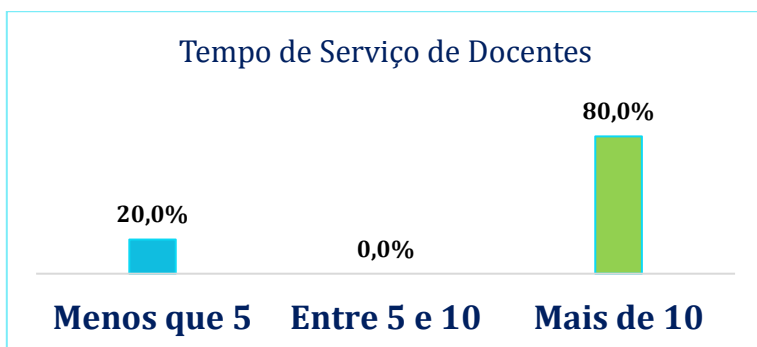 Tempo de Serviço de Docentes
80,0%
20,0%
0,0%
Menos que 5 Entre 5 e 10 Mais de 10